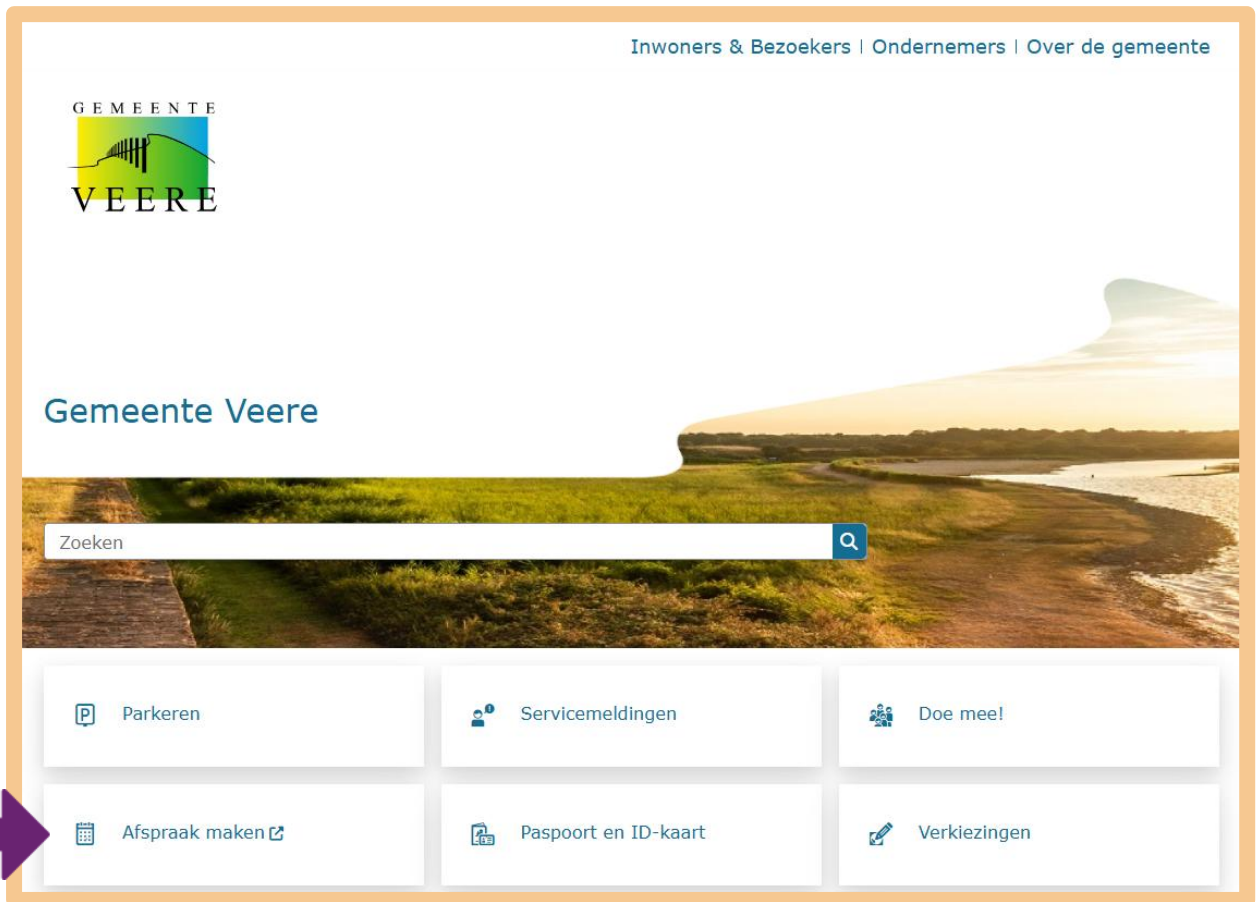 Inwoners & Bezoekers | Ondernemers | Over de gemeente
GEMEENTE
VEERE
Gemeente Veere
Zoeken
Parkeren
Servicemeldingen
Doe mee!
Afspraak maken
Paspoort en ID-kaart
Verkiezingen